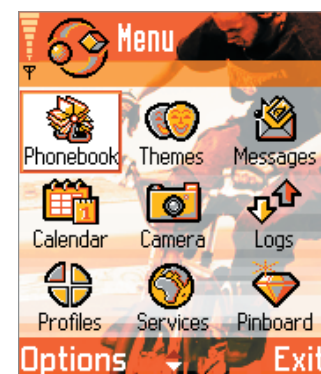 Menu
Phonebook Themes Messages
Calendar Camera Logs
Profiles Services Pinboard
Options Exit